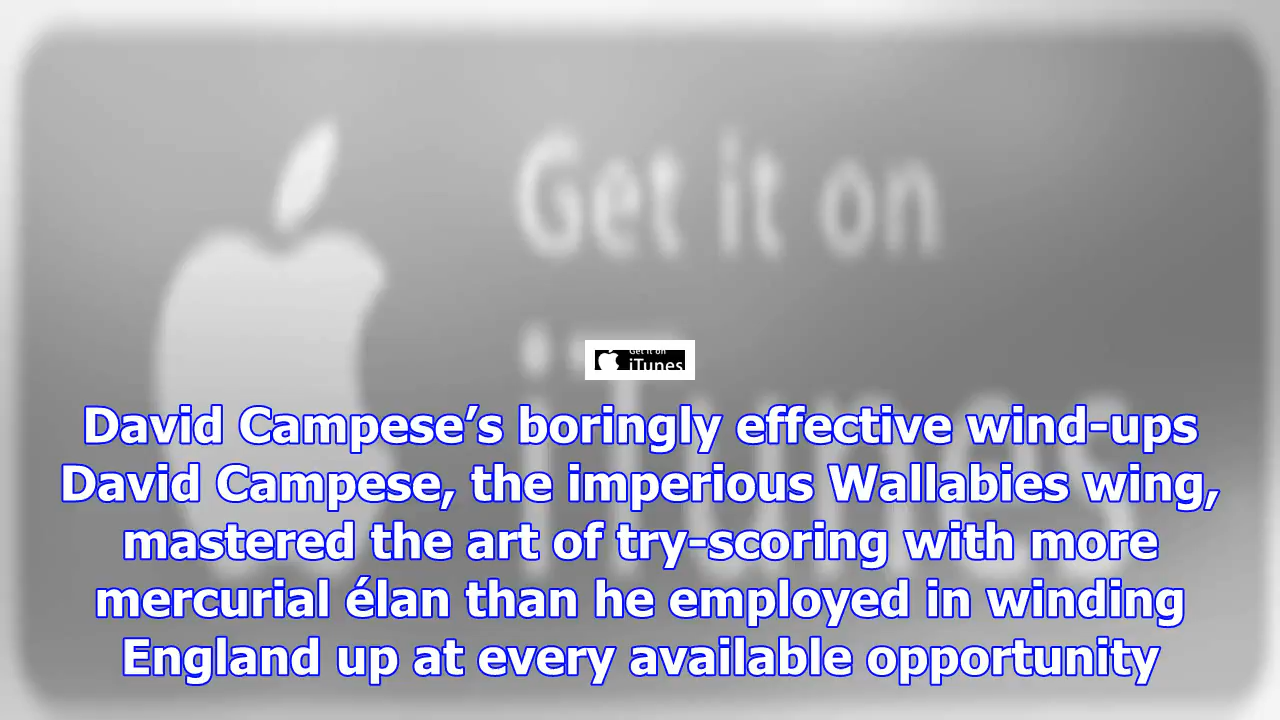 Get it on
iTunes
Get it on
iTunes
David Campese’s boringly effective wind-ups
David Campese, the imperious Wallabies wing,
mastered the art of try-scoring with more
mercurial élan than he employed in winding
England up at every available opportunity